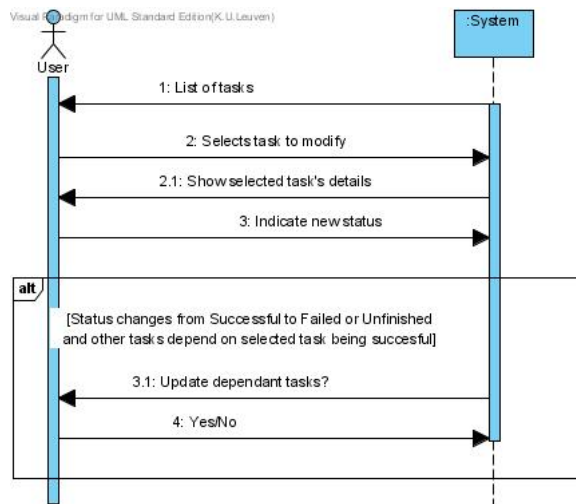 Visual Paradigm for UML Standard Edition(K.U.Leuven)
:System
User
1: List of tasks
2: Selects task to modify
2.1: Show selected task's details
3: Indicate new status
alt
[Status changes from Successful to Failed or Unfinished
and other tasks depend on selected task being succesful]
3.1: Update dependant tasks?
4: Yes/No